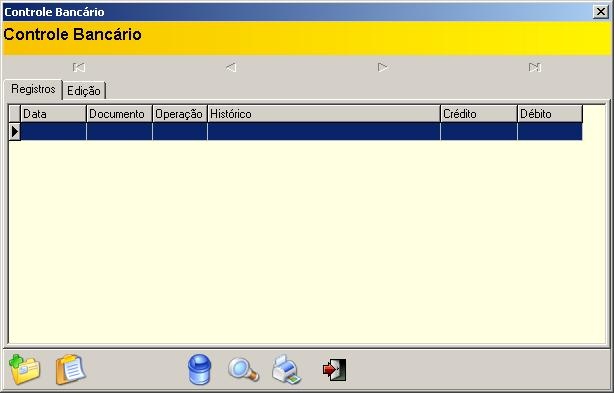 Controle Bancário
Controle Bancário
Registros Edição
Data Documento Operação Histórico Crédito Débito